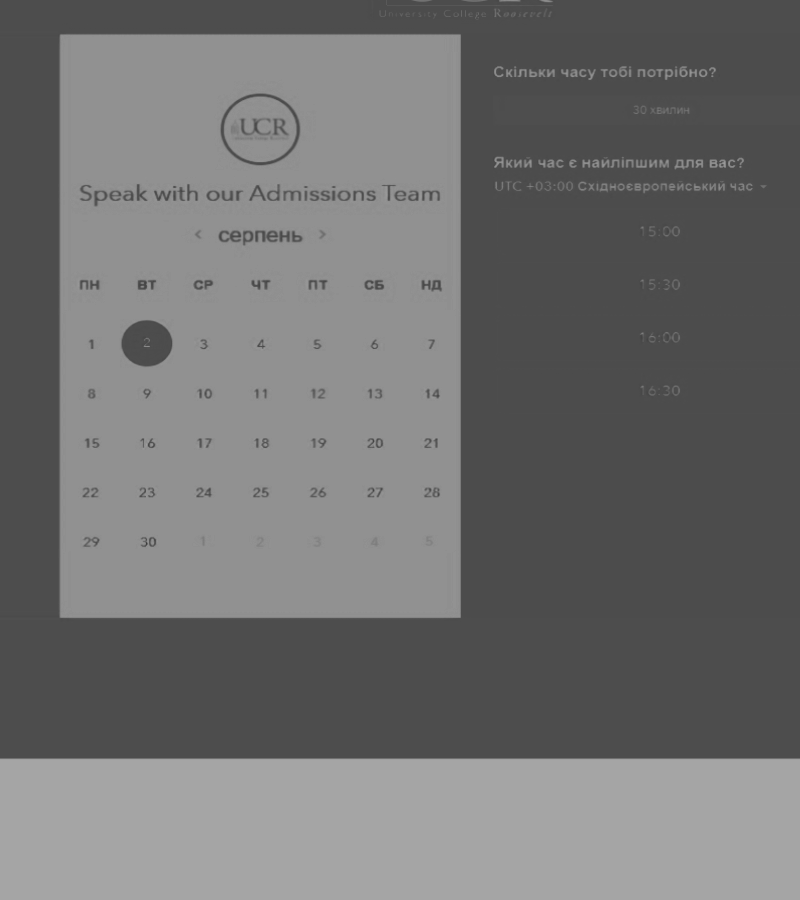 University College Roosevelt
UCR
Speak with our Admissions Team
< серпень >
ПН ВТ СР ЧТ ПТ СБ НД
1 2 3 4 5 6 7
8 9 10 11 12 13 14
15 16 17 18 19 20 21
22 23 24 25 26 27 28
29 30 1 2 3 4 5
Скільки часу тобі потрібно?
30 хвилин
Який час є найліпшим для вас?
UTC +03:00 Східноєвропейський час
15:00
15:30
16:00
16:30